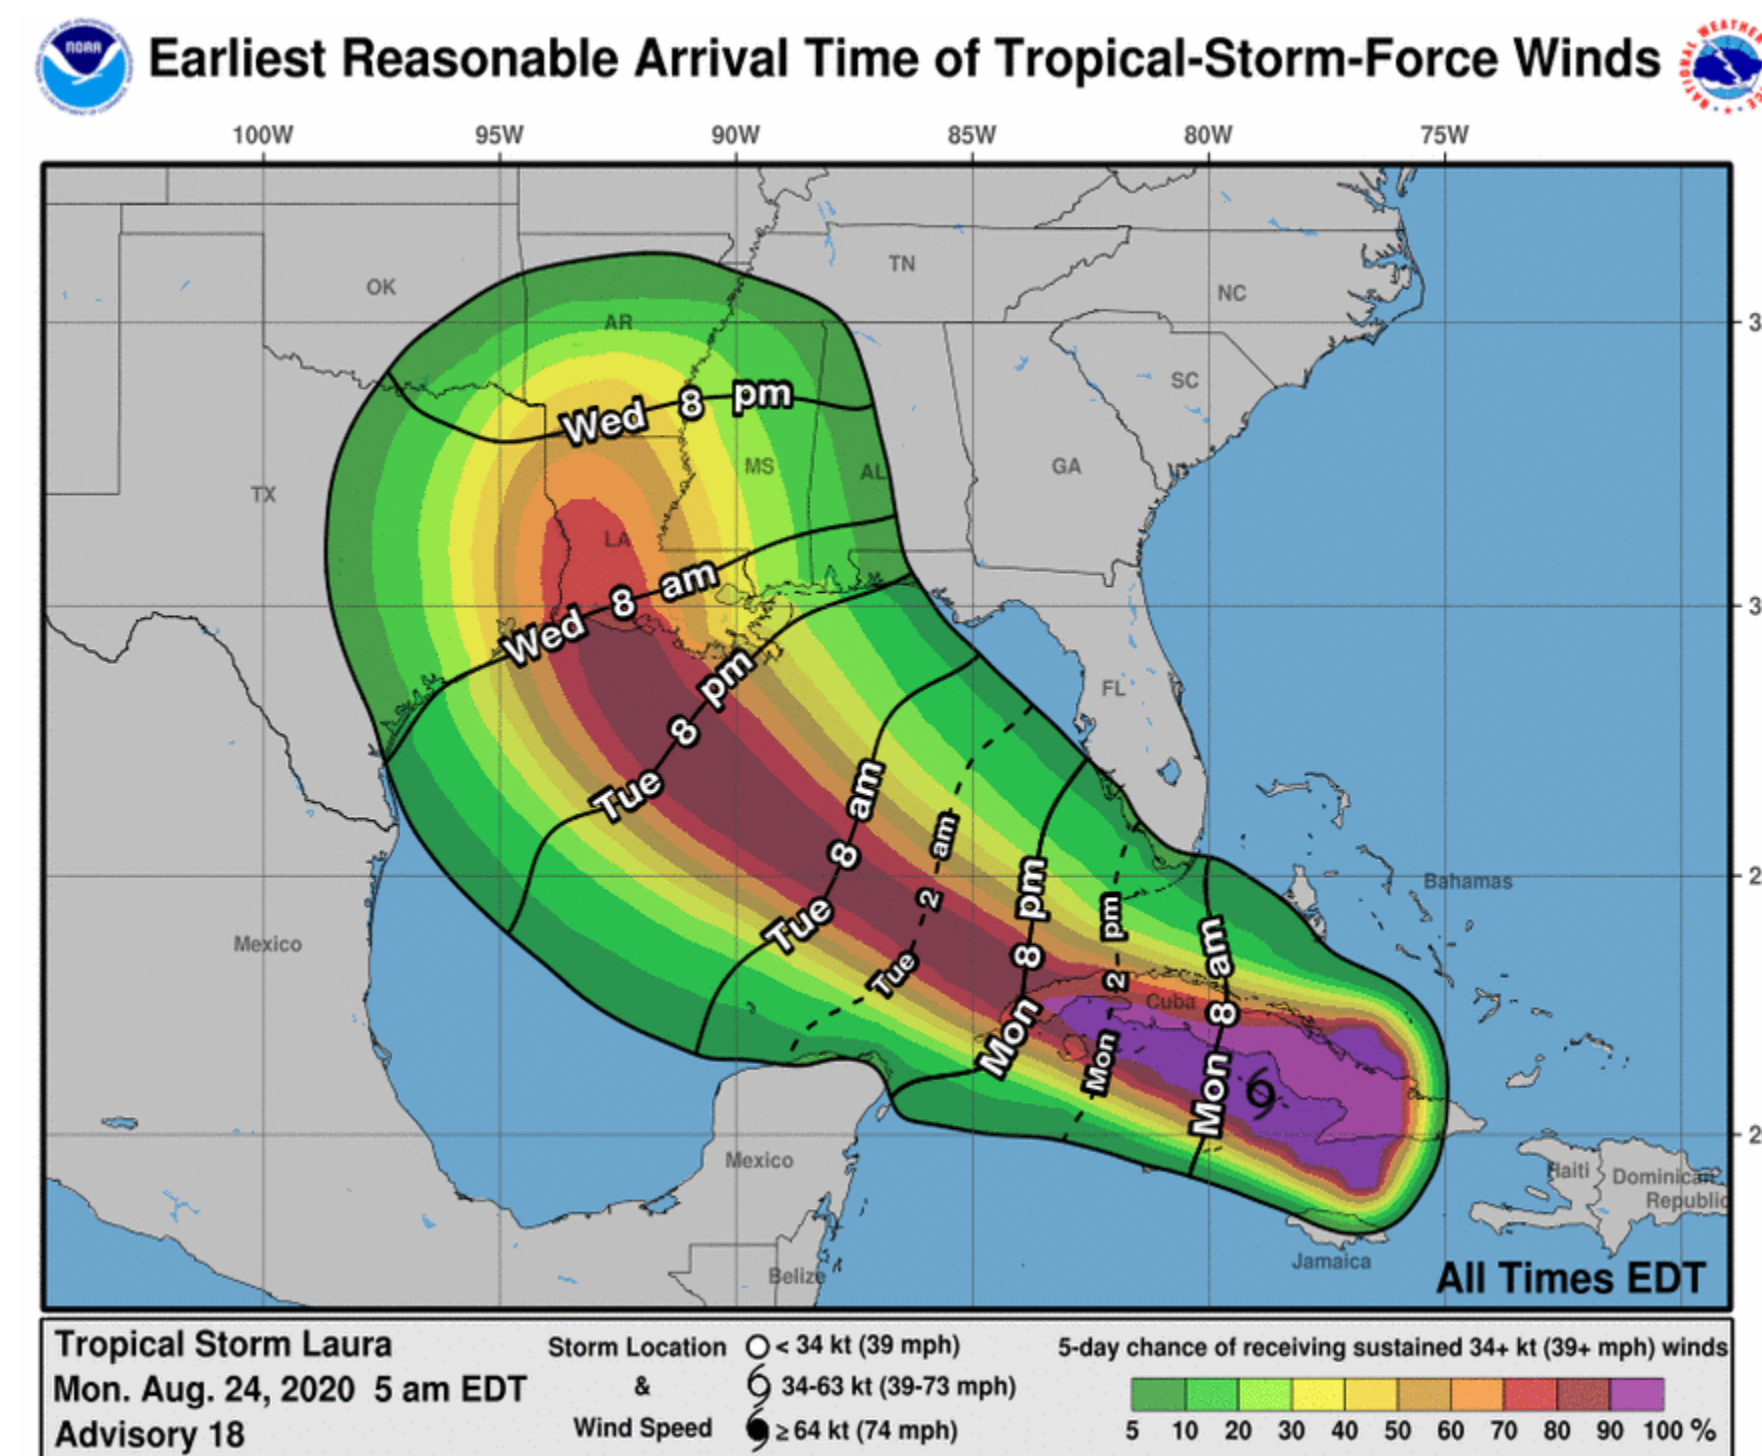 NOAA
Earliest Reasonable Arrival Time of Tropical-Storm-Force Winds
100W 95W 90W 85W 80W 75W
TN
OK
NC
AR
3
SC
Wed 8 pm
MS
AL
GA
TX
LA
Wed 8 am
3
FL
Tue 8 pm
Tue 8 am
Tue 2 am
Mon 8 pm
Mon 2 pm
Mon 8 am
2
Bahamas
Mexico
Cuba
2
Mexico
Haiti
Dominican
Republic
Jamaica
Belize
All Times EDT
Tropical Storm Laura
Mon. Aug. 24, 2020 5 am EDT
Advisory 18
Storm Location
&
Wind Speed
< 34 kt (39 mph)
34-63 kt (39-73 mph)
≥ 64 kt (74 mph)
5-day chance of receiving sustained 34+ kt (39+ mph) winds
5 10 20 30 40 50 60 70 80 90 100 %